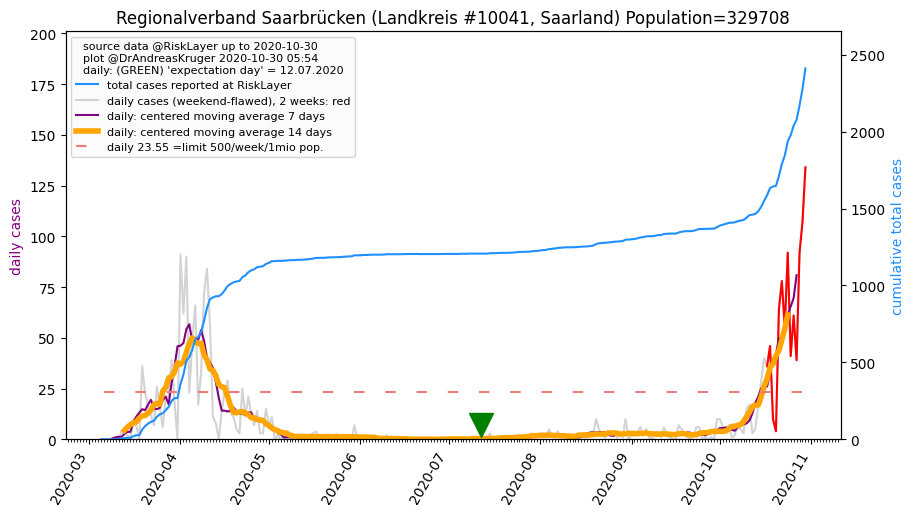 Regionalverband Saarbrücken (Landkreis #10041, Saarland) Population=329708
source data @RiskLayer up to 2020-10-30
plot @DrAndreasKruger 2020-10-30 05:54
daily: (GREEN) 'expectation day' = 12.07.2020
total cases reported at RiskLayer
daily cases (weekend-flawed), 2 weeks: red
daily: centered moving average 7 days
daily: centered moving average 14 days
daily 23.55 =limit 500/week/1mio pop.
daily cases
200
175
150
125
100
75
50
25
0
cumulative total cases
2500
2000
1500
1000
500
0
2020-03
2020-04
2020-05
2020-06
2020-07
2020-08
2020-09
2020-10
2020-11